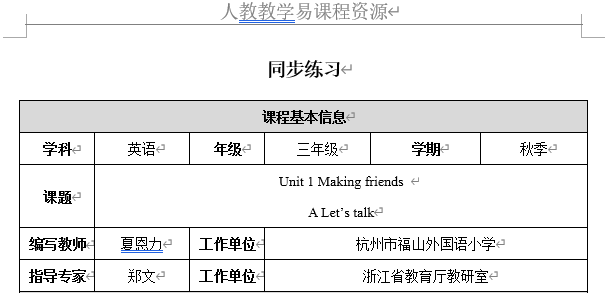 人教教学易课程资源
同步练习
课程基本信息
学科 英语 年级 三年级 学期 秋季
课题 Unit 1 Making friends
A Let’s talk
编写教师 夏恩力 工作单位 杭州市福山外国语小学
指导专家 郑文 工作单位 浙江省教育厅教研室